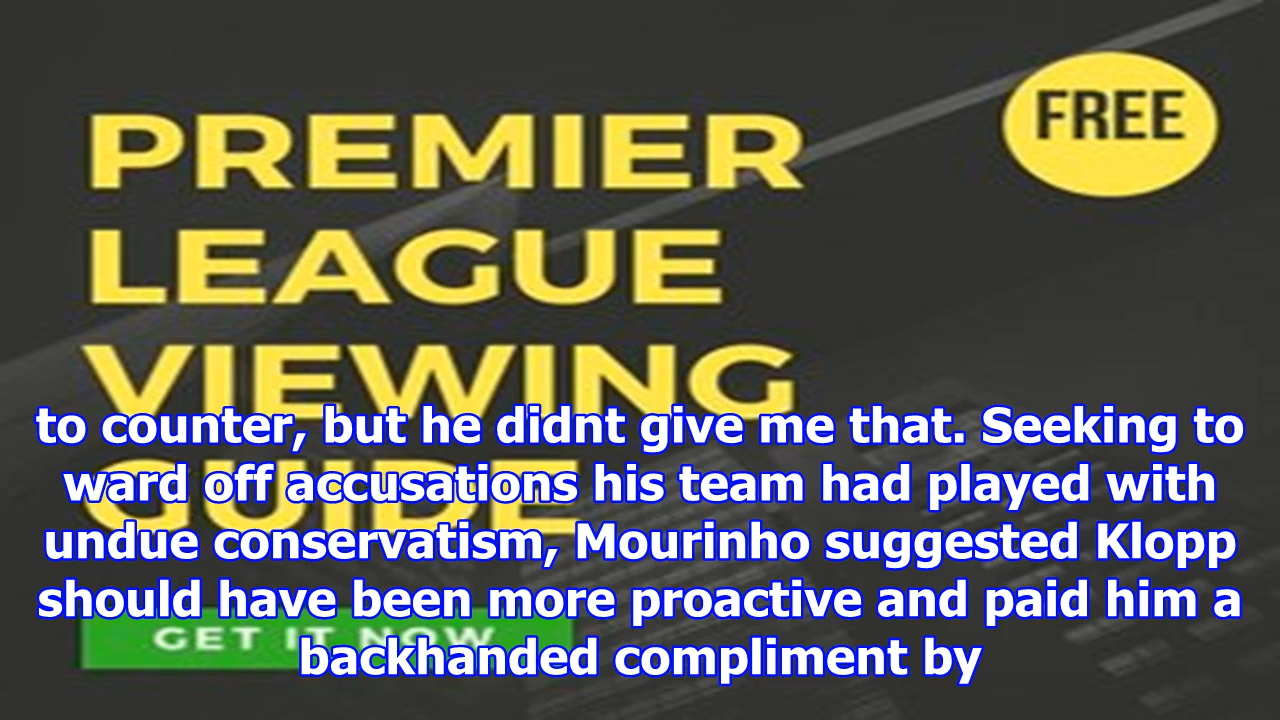 FREE
PREMIER
LEAGUE
VIEWING
GUIDE
GET IT NOW
to counter, but he didnt give me that. Seeking to
ward off accusations his team had played with
undue conservatism, Mourinho suggested Klopp
should have been more proactive and paid him a
backhanded compliment by